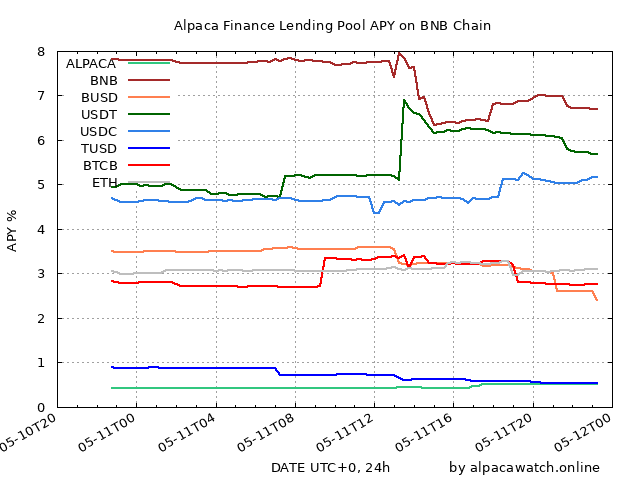 Alpaca Finance Lending Pool APY on BNB Chain
8
7
6
5
4
3
2
1
0
APY %
ALPACA
BNB
BUSD
USDT
USDC
TUSD
BTCB
ETH
05-10T20
05-11T00
05-11T04
05-11T08
05-11T12
05-11T16
05-11T20
05-12T00
DATE UTC+0, 24h
by alpacawatch.online